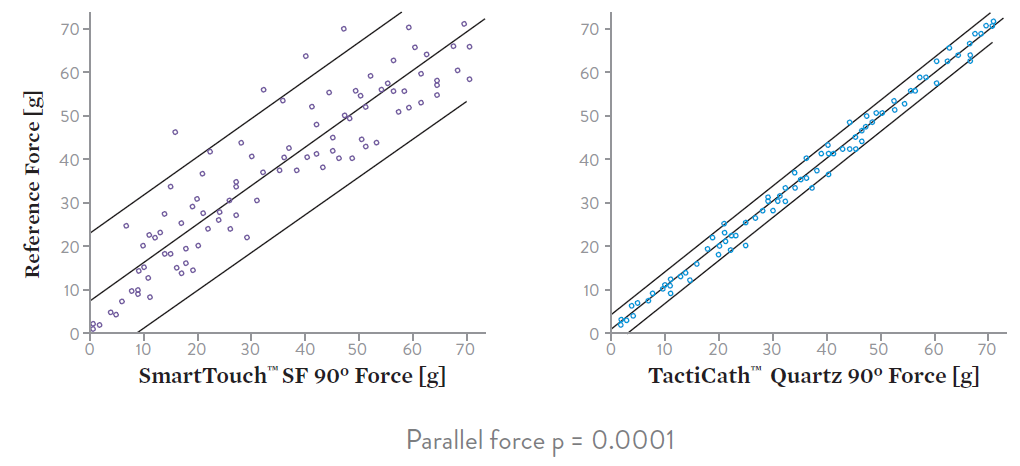 Reference Force [g]
70
60
50
40
30
20
10
0
0 10 20 30 40 50 60 70
SmartTouch™ SF 90º Force [g]
70
60
50
40
30
20
10
0
0 10 20 30 40 50 60 70
TactiCath™ Quartz 90º Force [g]
Parallel force p = 0.0001